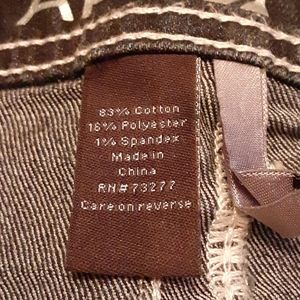 83% Cotton
16% Polyester
1% Spandex
Made in
China
RN# 73277
Care on reverse